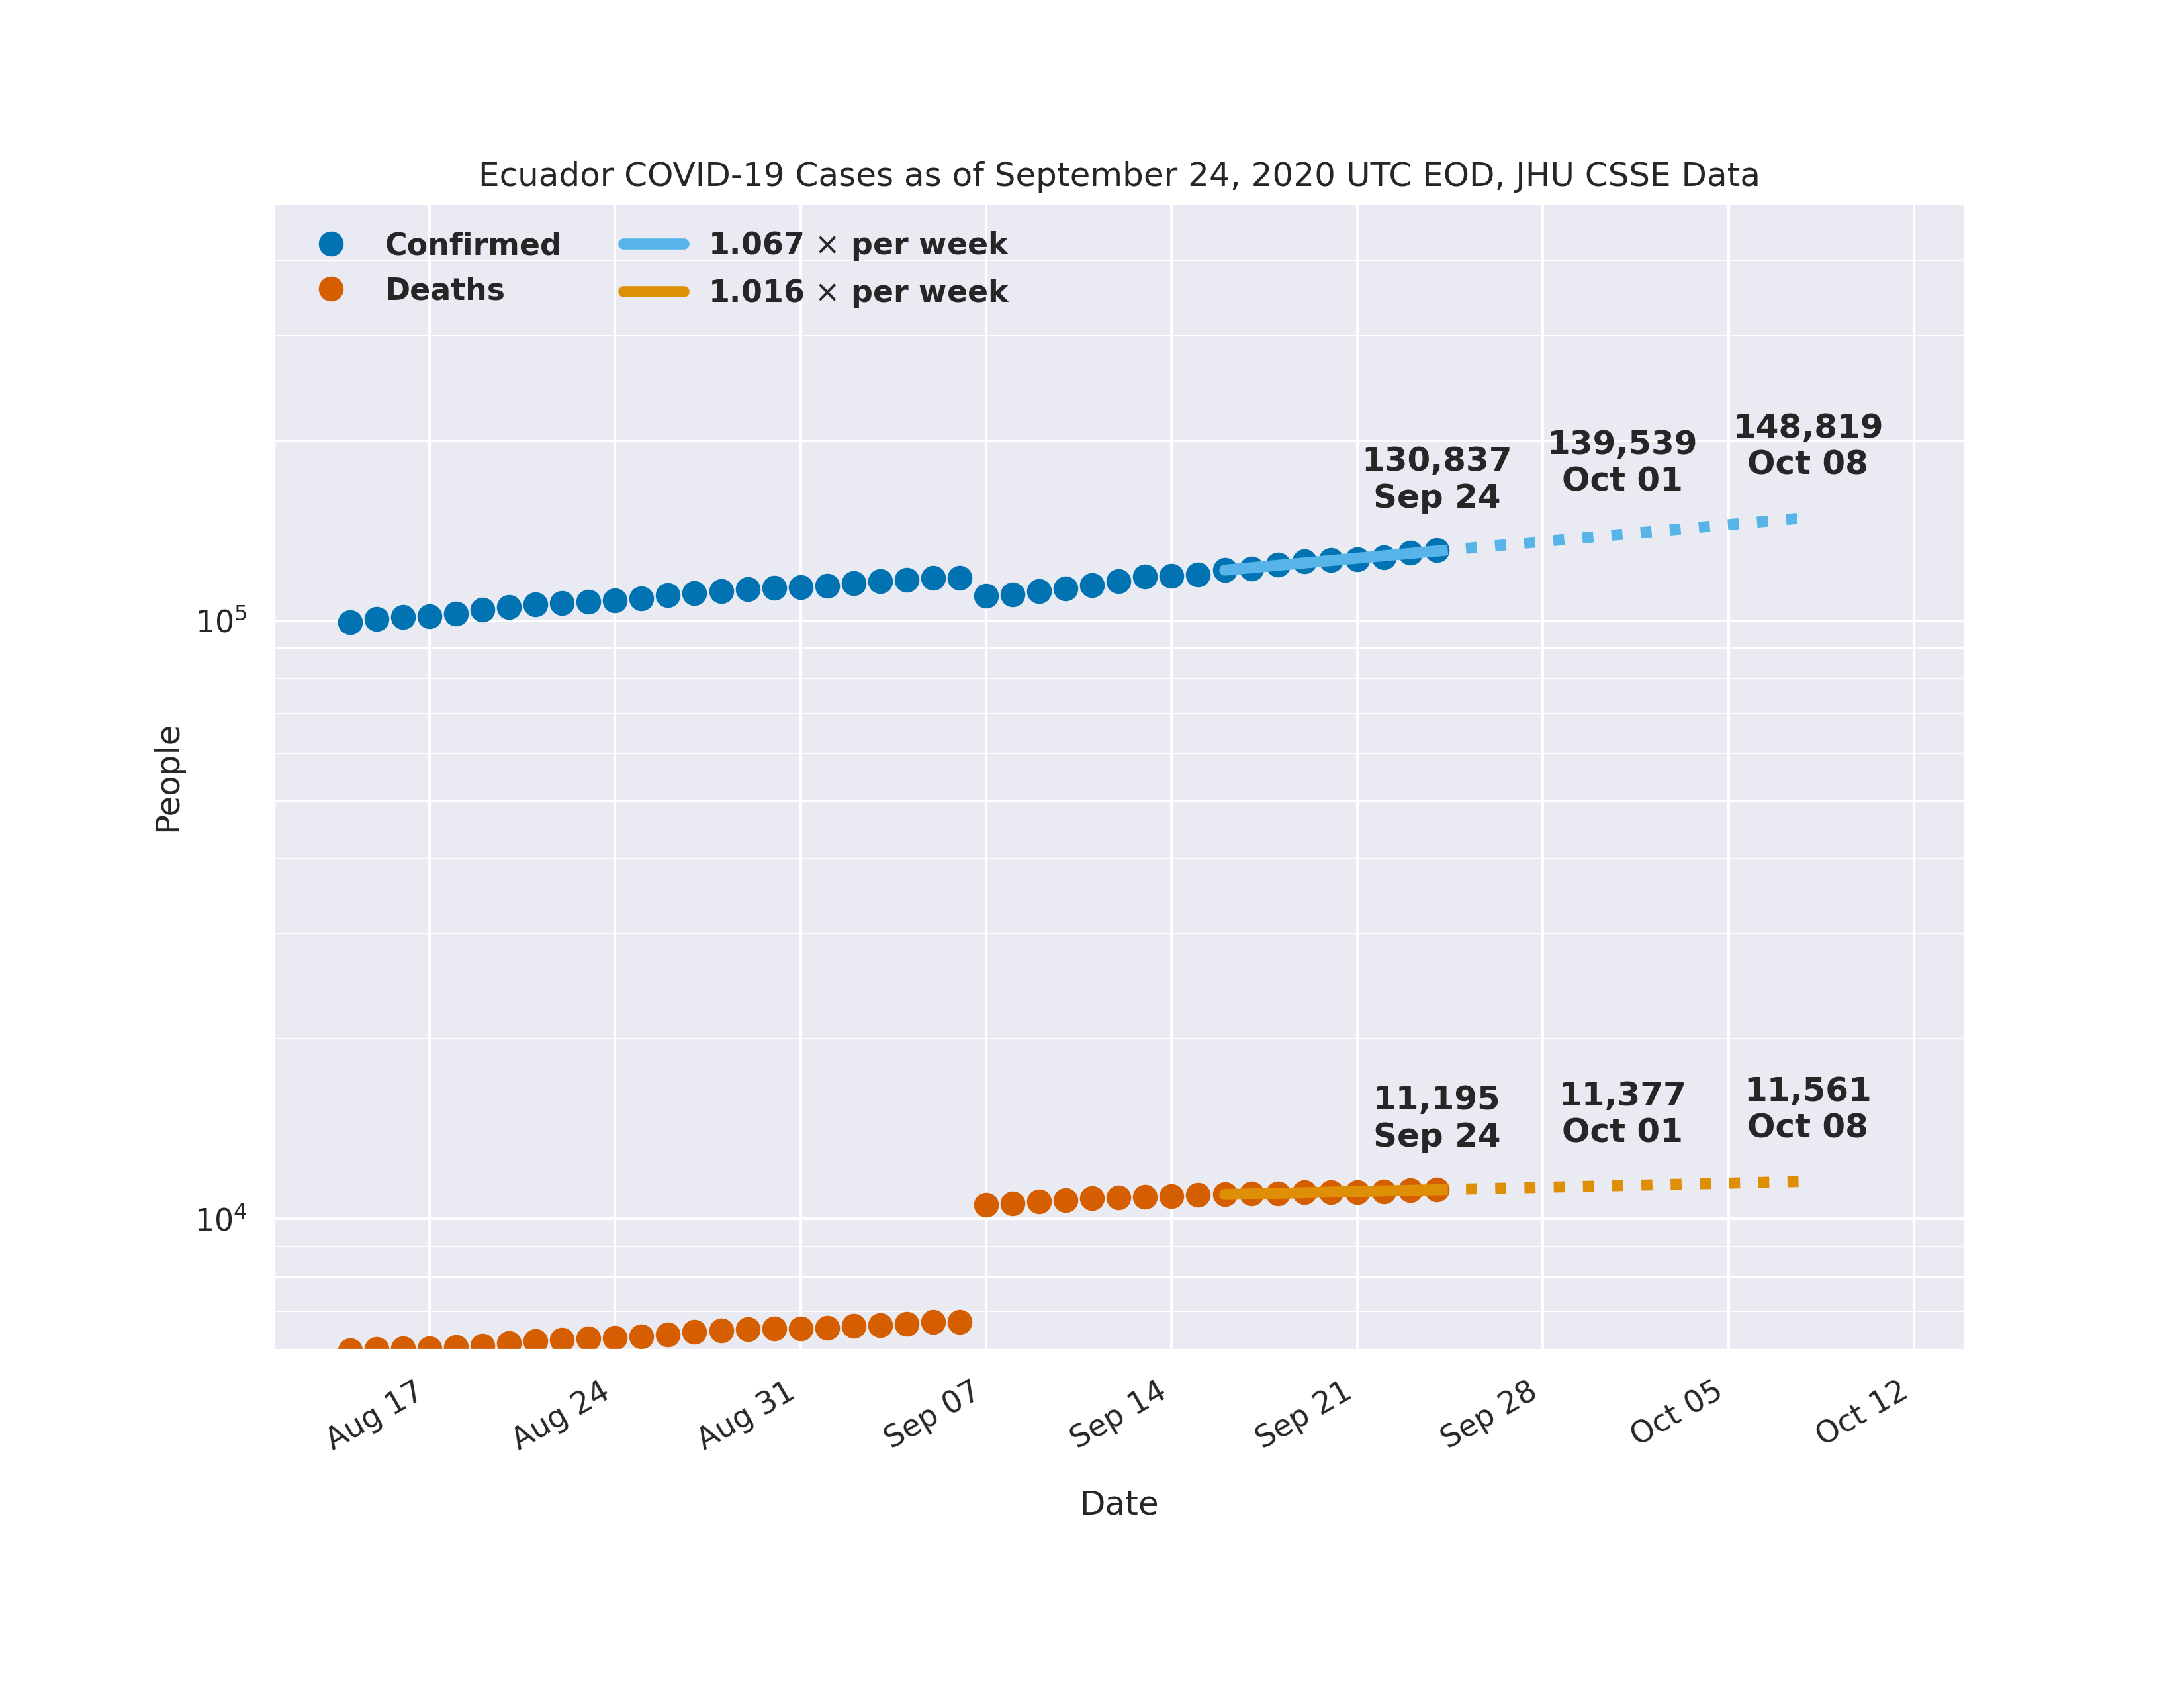 Ecuador COVID-19 Cases as of September 24, 2020 UTC EOD, JHU CSSE Data
Confirmed
Deaths
1.067 × per week
1.016 × per week
130,837
Sep 24
139,539
Oct 01
148,819
Oct 08
10⁵
People
11,195
Sep 24
11,377
Oct 01
11,561
Oct 08
10⁴
Aug 17
Aug 24
Aug 31
Sep 07
Sep 14
Sep 21
Sep 28
Oct 05
Oct 12
Date